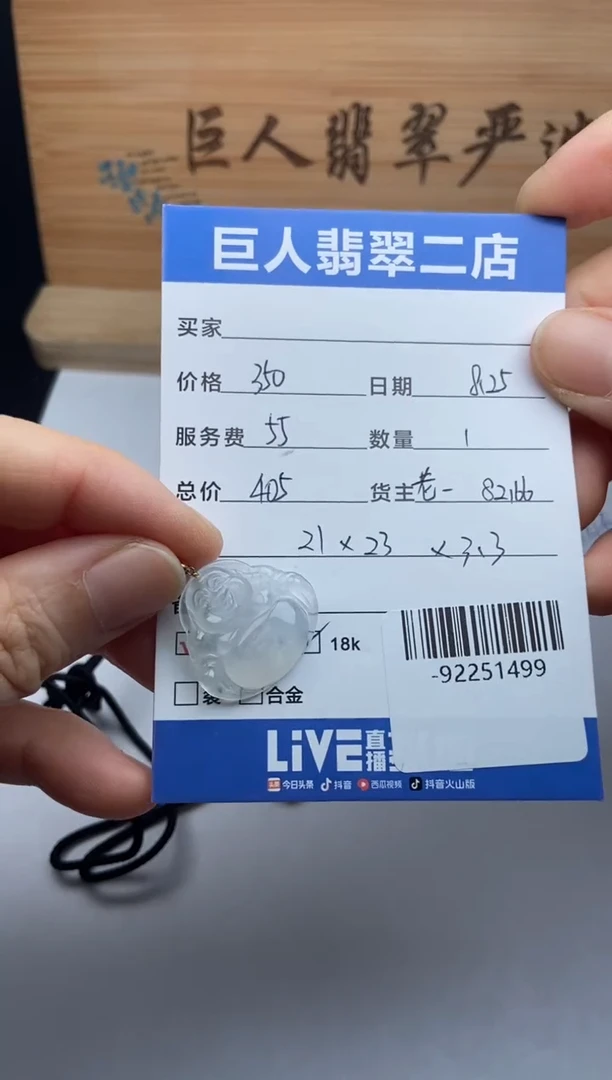 巨人翡翠严
巨人翡翠二店
买家
价格 350 日期 8.25
服务费 55 数量 1
总价 405 货主 老一 82166
21 × 23 × 3.3
18k
-92251499
合金
LiVE 直播
今日头条 抖音 西瓜视频 抖音火山版